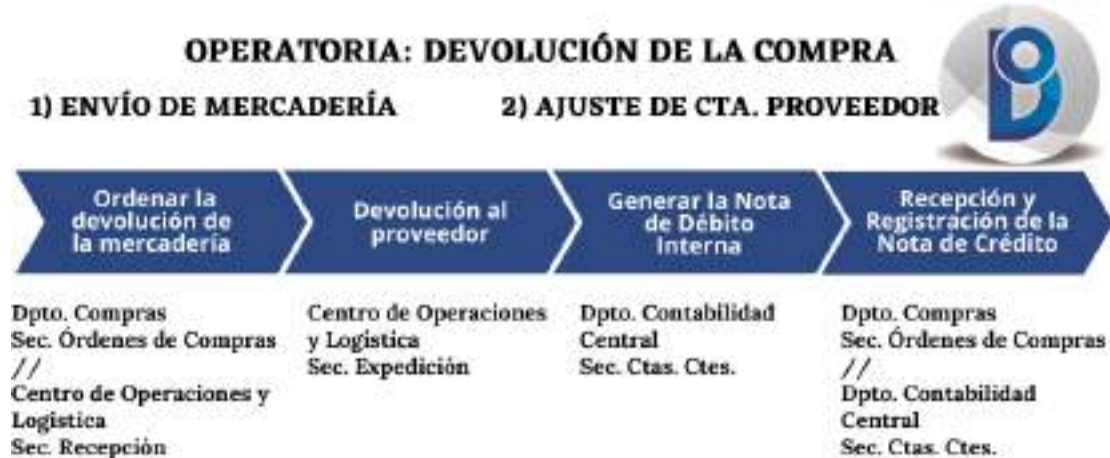 OPERATORIA: DEVOLUCIÓN DE LA COMPRA
1) ENVÍO DE MERCADERÍA
2) AJUSTE DE CTA. PROVEEDOR
Ordenar la
devolución de
la mercadería
Devolución al
proveedor
Generar la Nota
de Débito
Interna
Recepción y
Registración de la
Nota de Crédito
Dpto. Compras
Sec. Órdenes de Compras
//
Centro de Operaciones y
Logística
Sec. Recepción
Centro de Operaciones
y Logística
Sec. Expedición
Dpto. Contabilidad
Central
Sec. Ctas. Ctes.
Dpto. Compras
Sec. Órdenes de Compras
//
Dpto. Contabilidad
Central
Sec. Ctas. Ctes.